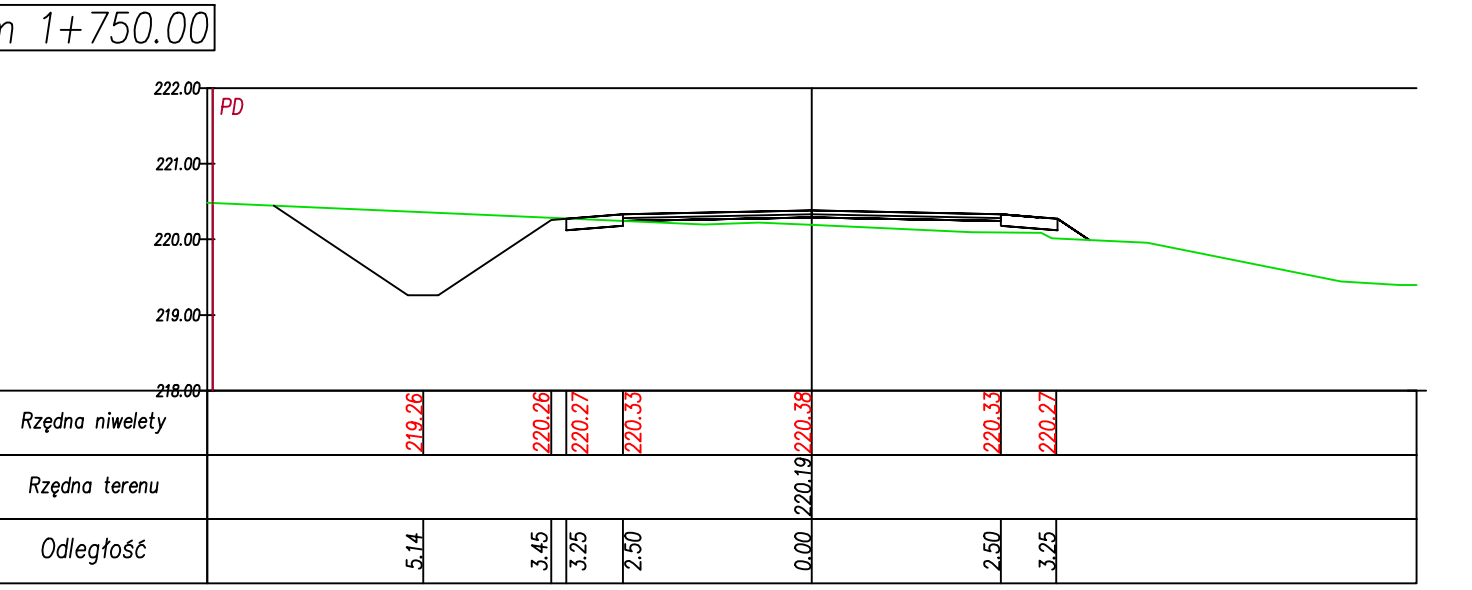 m 1+750.00
222.00
PD
221.00
220.00
219.00
218.00
Rzędna niwelety 219.26 220.26 220.27 220.33 220.38 220.33 220.27
Rzędna terenu 220.19
Odległość 5.14 3.45 3.25 2.50 0.00 2.50 3.25